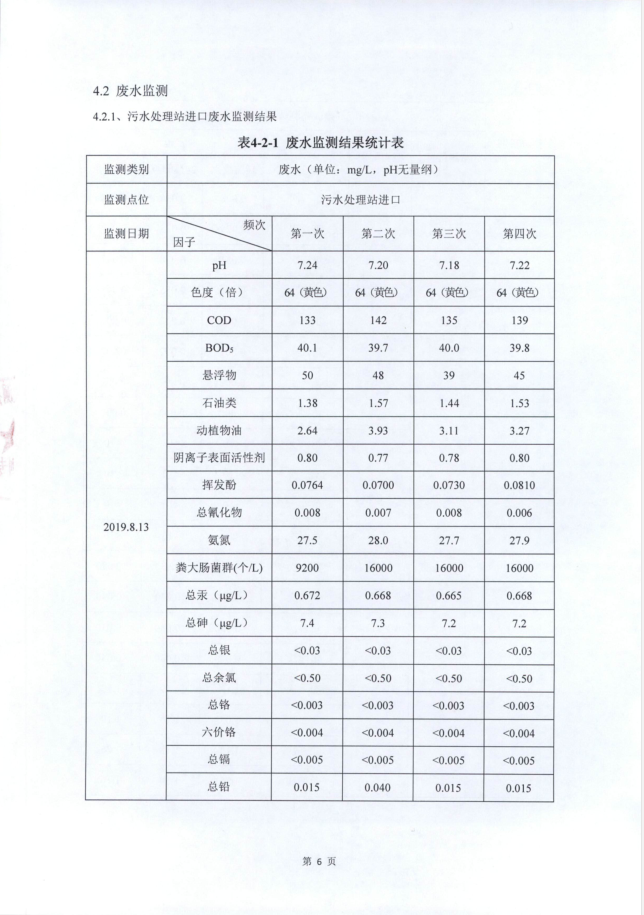 4.2 废水监测
4.2.1、污水处理站进口废水监测结果
表4-2-1 废水监测结果统计表
监测类别 废水（单位：mg/L，pH无量纲）
监测点位 污水处理站进口
监测日期 频次 因子 第一次 第二次 第三次 第四次
2019.8.13
pH 7.24 7.20 7.18 7.22
色度（倍） 64（黄色） 64（黄色） 64（黄色） 64（黄色）
COD 133 142 135 139
BOD₅ 40.1 39.7 40.0 39.8
悬浮物 50 48 39 45
石油类 1.38 1.57 1.44 1.53
动植物油 2.64 3.93 3.11 3.27
阴离子表面活性剂 0.80 0.77 0.78 0.80
挥发酚 0.0764 0.0700 0.0730 0.0810
总氰化物 0.008 0.007 0.008 0.006
氨氮 27.5 28.0 27.7 27.9
粪大肠菌群(个/L) 9200 16000 16000 16000
总汞（μg/L） 0.672 0.668 0.665 0.668
总砷（μg/L） 7.4 7.3 7.2 7.2
总银 <0.03 <0.03 <0.03 <0.03
总余氯 <0.50 <0.50 <0.50 <0.50
总铬 <0.003 <0.003 <0.003 <0.003
六价铬 <0.004 <0.004 <0.004 <0.004
总镉 <0.005 <0.005 <0.005 <0.005
总铅 0.015 0.040 0.015 0.015
第 6 页